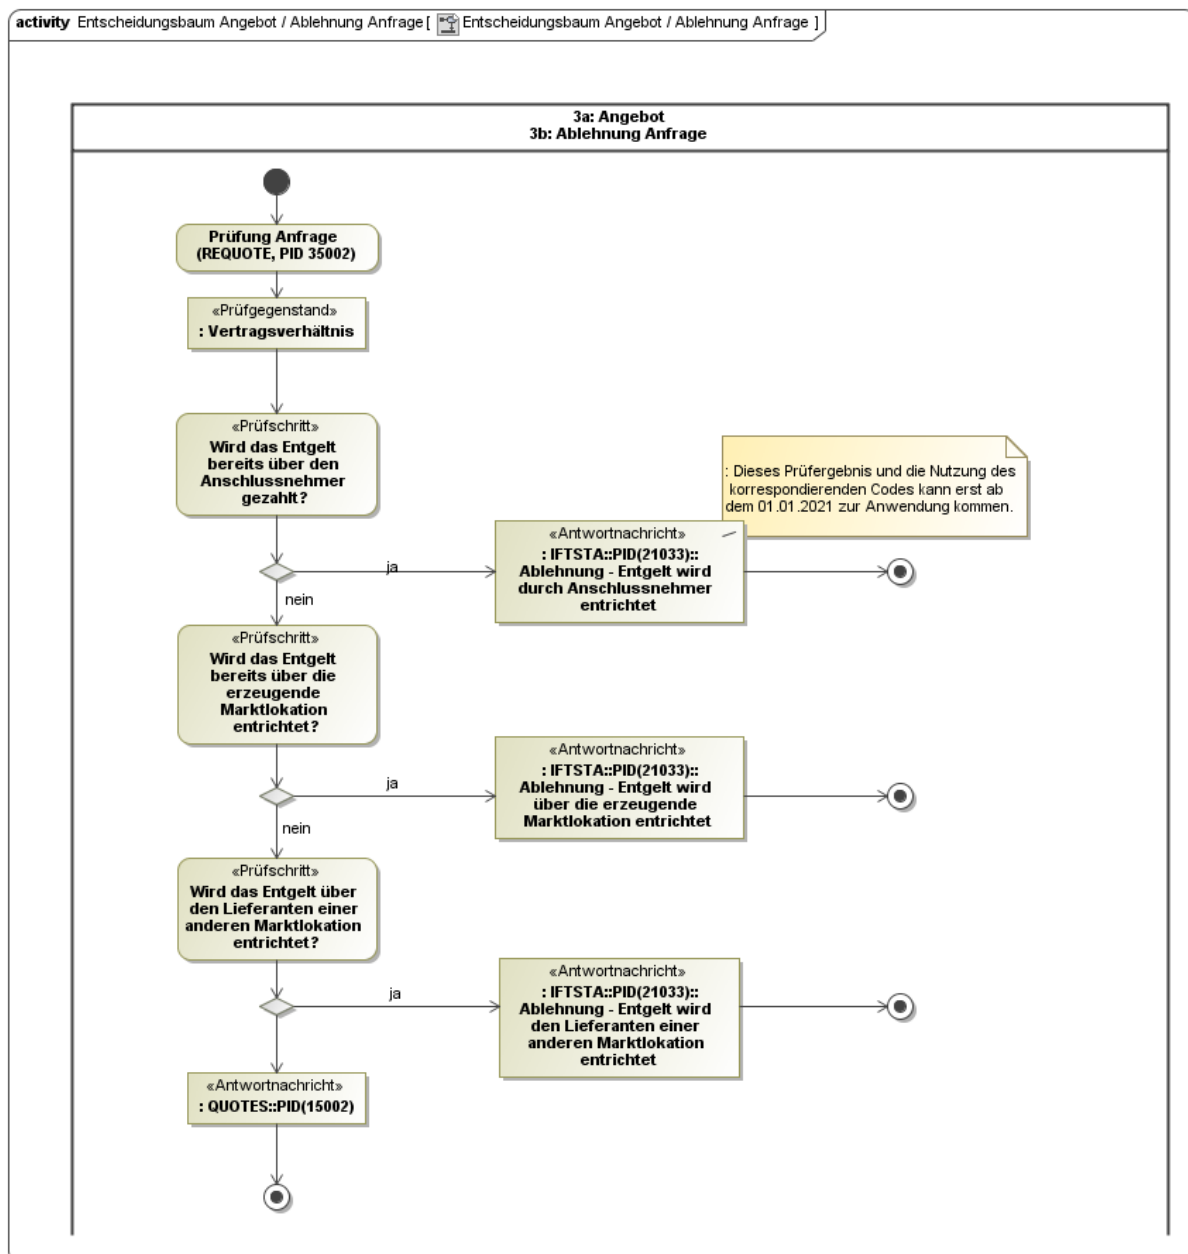 activity Entscheidungsbaum Angebot / Ablehnung Anfrage [ Entscheidungsbaum Angebot / Ablehnung Anfrage ]
3a: Angebot
3b: Ablehnung Anfrage
Prüfung Anfrage
(REQUOTE, PID 35002)
«Prüfgegenstand»
: Vertragsverhältnis
«Prüfschritt»
Wird das Entgelt
bereits über den
Anschlussnehmer
gezahlt?
: Dieses Prüfergebnis und die Nutzung des
korrespondierenden Codes kann erst ab
dem 01.01.2021 zur Anwendung kommen.
ja
«Antwortnachricht»
: IFTSTA::PID(21033)::
Ablehnung - Entgelt wird
durch Anschlussnehmer
entrichtet
nein
«Prüfschritt»
Wird das Entgelt
bereits über die
erzeugende
Marktlokation
entrichtet?
ja
«Antwortnachricht»
: IFTSTA::PID(21033)::
Ablehnung - Entgelt wird
über die erzeugende
Marktlokation entrichtet
nein
«Prüfschritt»
Wird das Entgelt über
den Lieferanten einer
anderen Marktlokation
entrichtet?
ja
«Antwortnachricht»
: IFTSTA::PID(21033)::
Ablehnung - Entgelt wird
den Lieferanten einer
anderen Marktlokation
entrichtet
«Antwortnachricht»
: QUOTES::PID(15002)